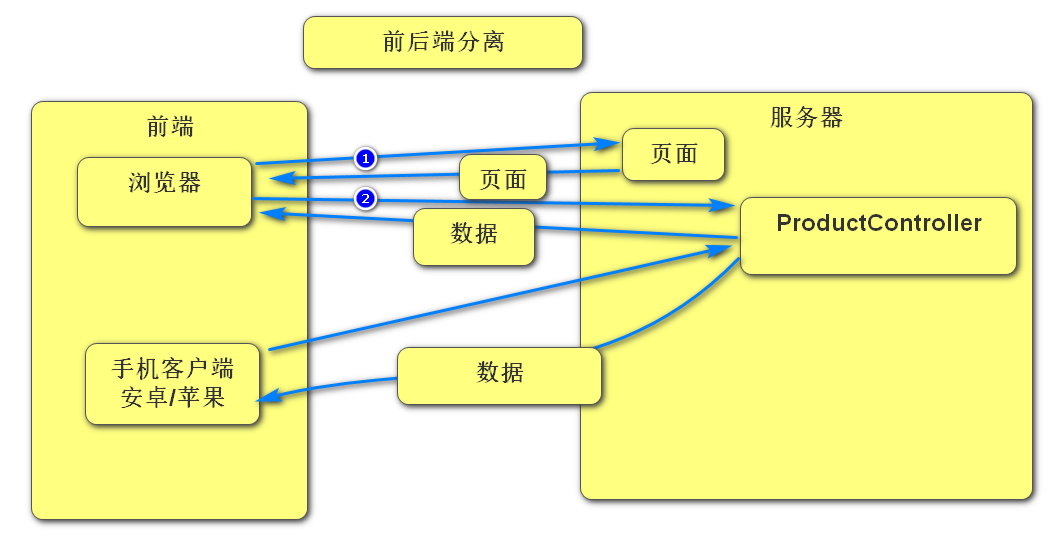 前后端分离
前端
服务器
浏览器
1
页面
页面
2
ProductController
数据
手机客户端
安卓/苹果
数据